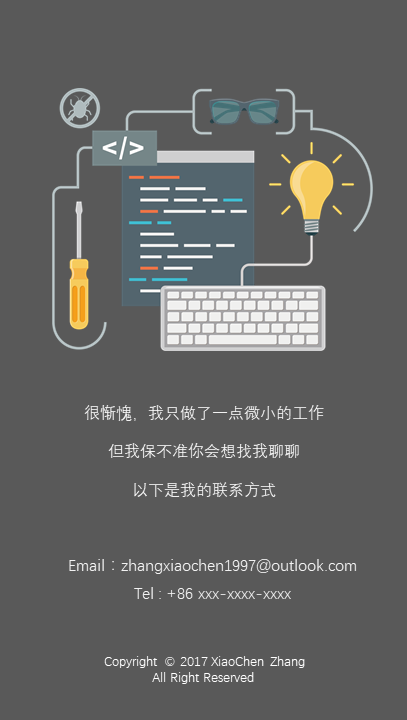 </>
很惭愧，我只做了一点微小的工作
但我保不准你会想找我聊聊
以下是我的联系方式
Email：zhangxiaochen1997@outlook.com
Tel : +86 xxx-xxxx-xxxx
Copyright © 2017 XiaoChen Zhang
All Right Reserved